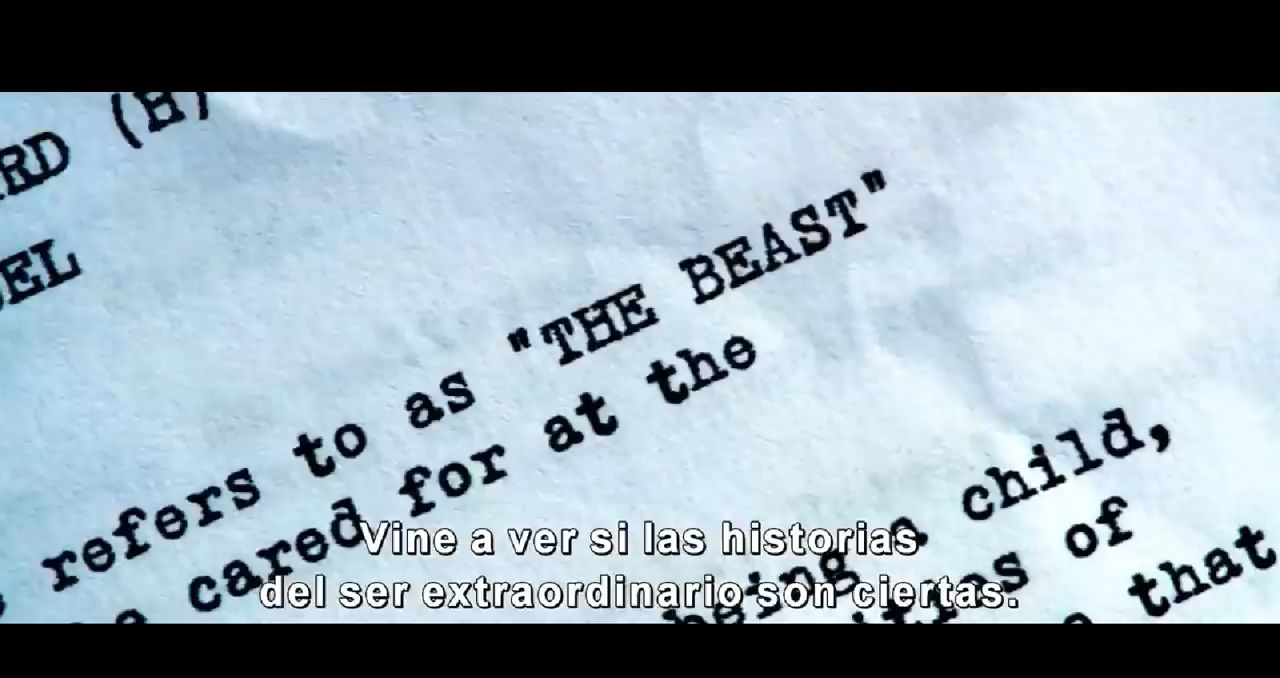 RD (H)
EL
refers to as "THE BEAST"
cared for at the
being a child,
of
that
Vine a ver si las historias
del ser extraordinario son ciertas.